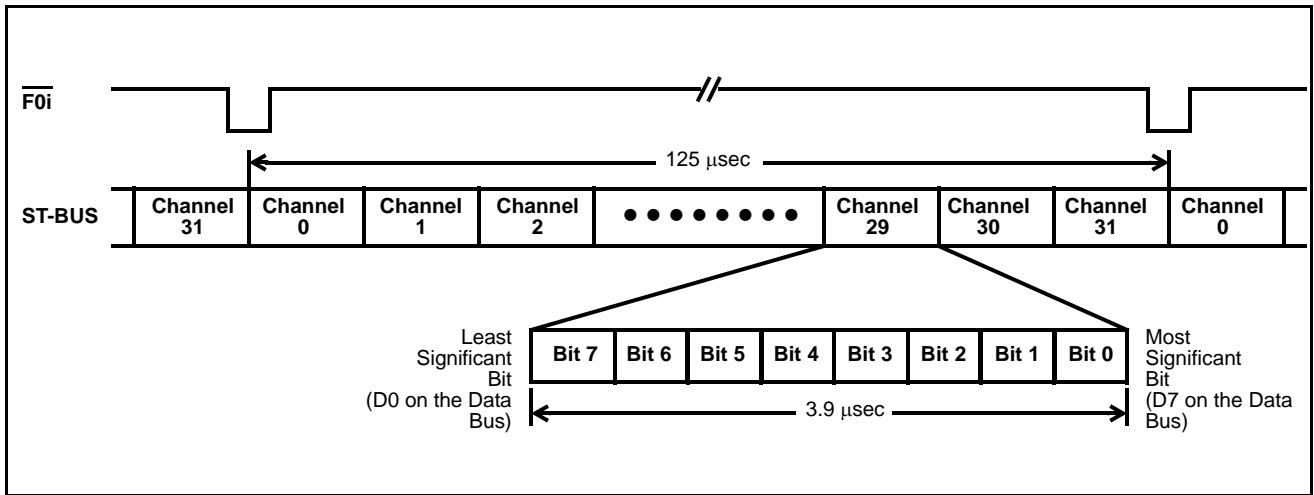 F0i
125 μsec
ST-BUS
Channel
31
Channel
0
Channel
1
Channel
2
Channel
29
Channel
30
Channel
31
Channel
0
Least
Significant
Bit
(D0 on the Data
Bus)
Bit 7
Bit 6
Bit 5
Bit 4
Bit 3
Bit 2
Bit 1
Bit 0
Most
Significant
Bit
(D7 on the Data
Bus)
3.9 μsec